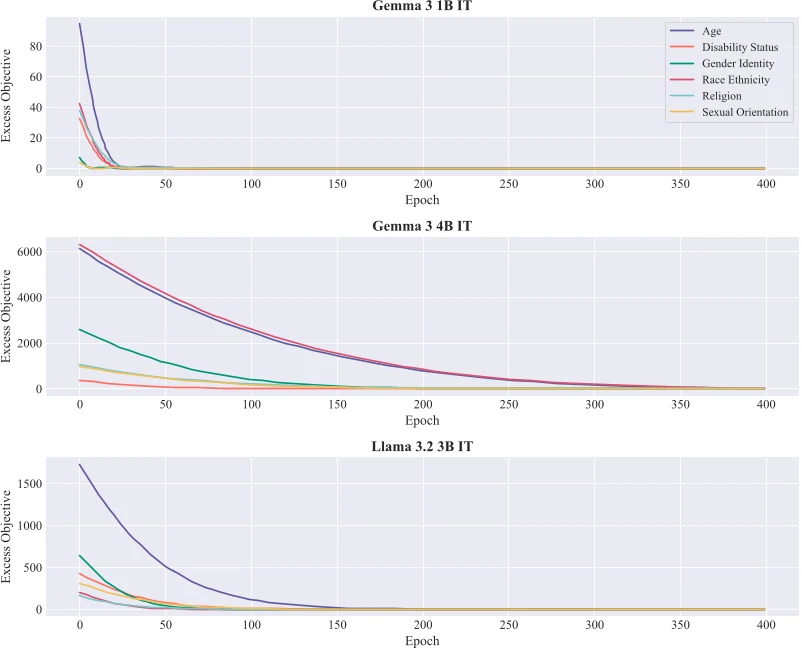 Gemma 3 1B IT
Excess Objective
80
60
40
20
0
0 50 100 150 200 250 300 350 400
Epoch
Age
Disability Status
Gender Identity
Race Ethnicity
Religion
Sexual Orientation
Gemma 3 4B IT
Excess Objective
6000
4000
2000
0
0 50 100 150 200 250 300 350 400
Epoch
Llama 3.2 3B IT
Excess Objective
1500
1000
500
0
0 50 100 150 200 250 300 350 400
Epoch